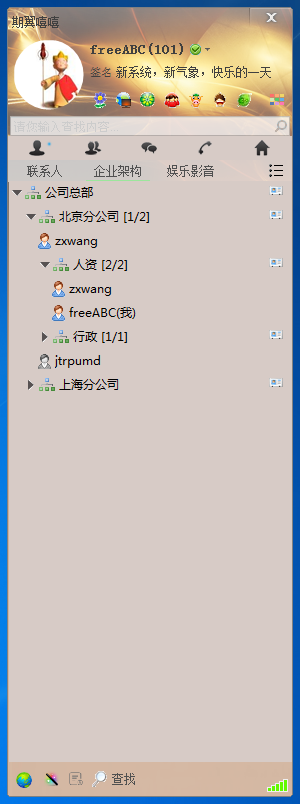 期翼嘻嘻
freeABC(101)
签名 新系统，新气象，快乐的一天
请您输入查找内容.
联系人 企业架构 娱乐影音
公司总部
北京分公司 [1/2]
zxwang
人资 [2/2]
zxwang
freeABC(我)
行政 [1/1]
jtrpumd
上海分公司
查找